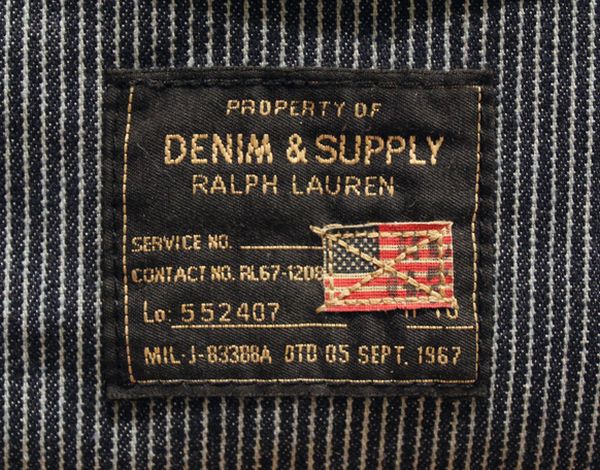 PROPERTY OF
DENIM & SUPPLY
RALPH LAUREN
SERVICE NO.
CONTACT NO. RL67-1208
Lo: 552407
MIL-J-83388A DTD 05 SEPT. 1967